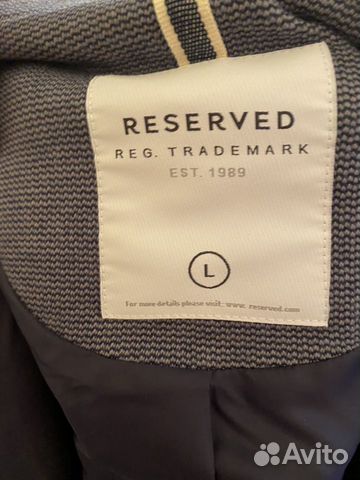 RESERVED
REG. TRADEMARK
EST. 1989
L
For more details please visit www. reserved.com
Avito